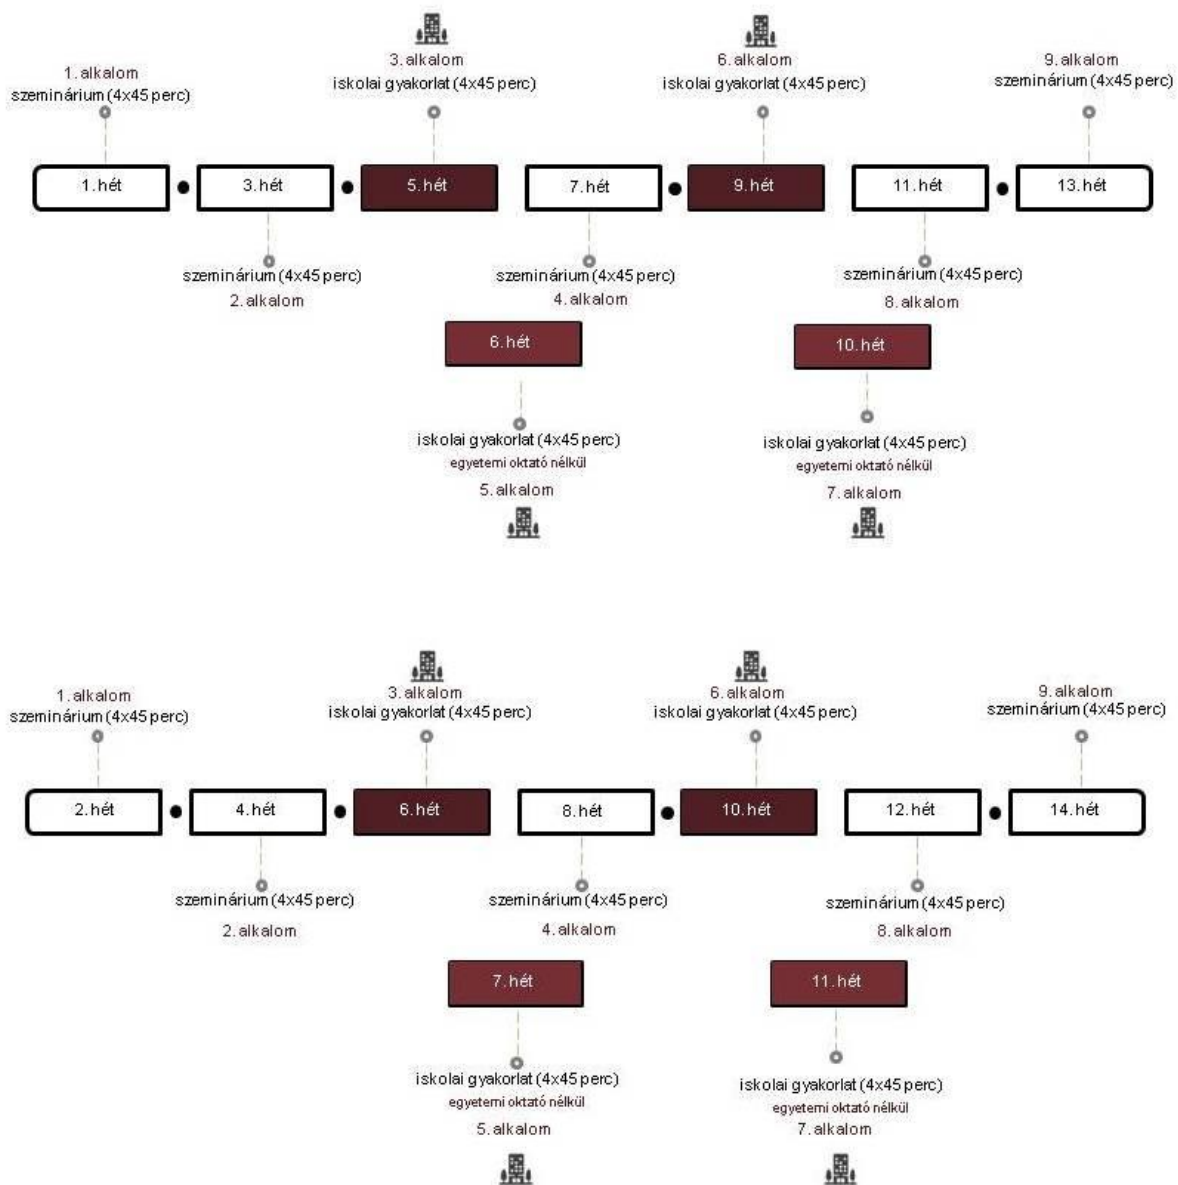 3. alkalom
iskolai gyakorlat (4x45 perc)
6. alkalom
iskolai gyakorlat (4x45 perc)
1. alkalom
szeminárium (4x45 perc)
9. alkalom
szeminárium (4x45 perc)
1. hét
3. hét
5. hét
7. hét
9. hét
11. hét
13. hét
szeminárium (4x45 perc)
2. alkalom
szeminárium (4x45 perc)
4. alkalom
szeminárium (4x45 perc)
8. alkalom
6. hét
10. hét
iskolai gyakorlat (4x45 perc)
egyetemi oktató nélkül
5. alkalom
iskolai gyakorlat (4x45 perc)
egyetemi oktató nélkül
7. alkalom
1. alkalom
szeminárium (4x45 perc)
3. alkalom
iskolai gyakorlat (4x45 perc)
6. alkalom
iskolai gyakorlat (4x45 perc)
9. alkalom
szeminárium (4x45 perc)
2. hét
4. hét
6. hét
8. hét
10. hét
12. hét
14. hét
szeminárium (4x45 perc)
2. alkalom
szeminárium (4x45 perc)
4. alkalom
szeminárium (4x45 perc)
8. alkalom
7. hét
11. hét
iskolai gyakorlat (4x45 perc)
egyetemi oktató nélkül
5. alkalom
iskolai gyakorlat (4x45 perc)
egyetemi oktató nélkül
7. alkalom